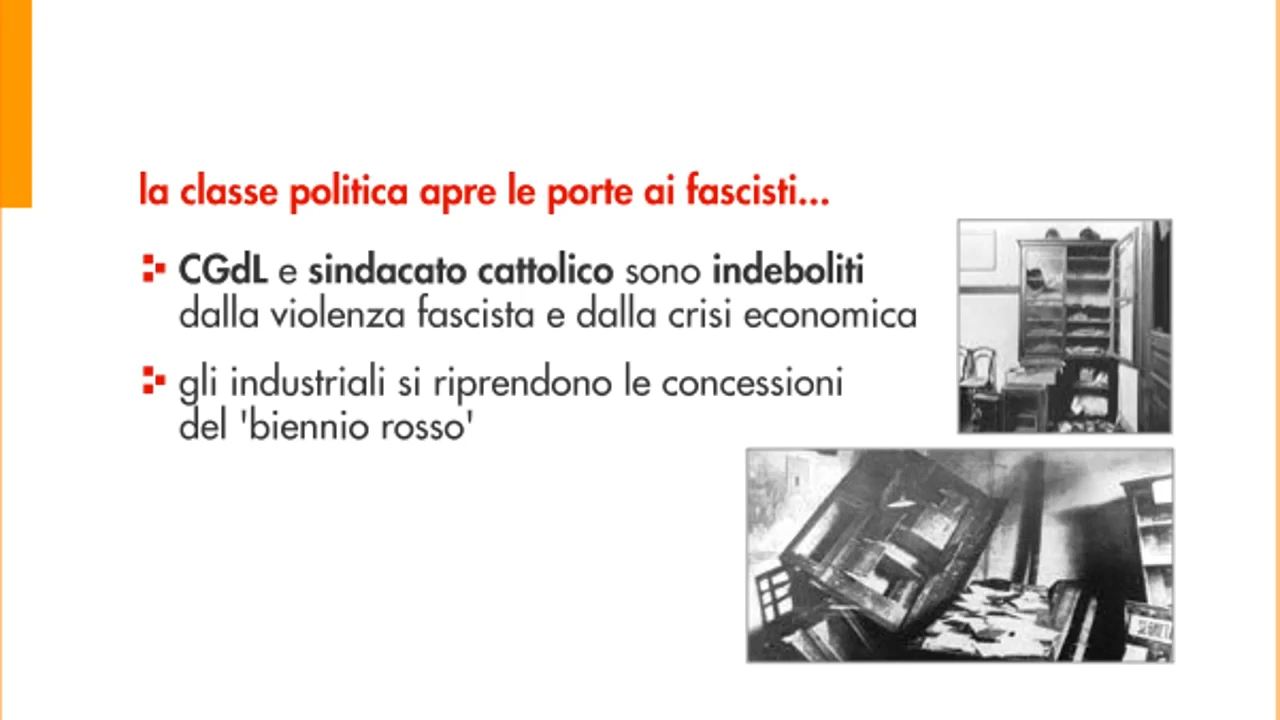 la classe politica apre le porte ai fascisti...
CGdL e sindacato cattolico sono indeboliti
dalla violenza fascista e dalla crisi economica
gli industriali si riprendono le concessioni
del 'biennio rosso'